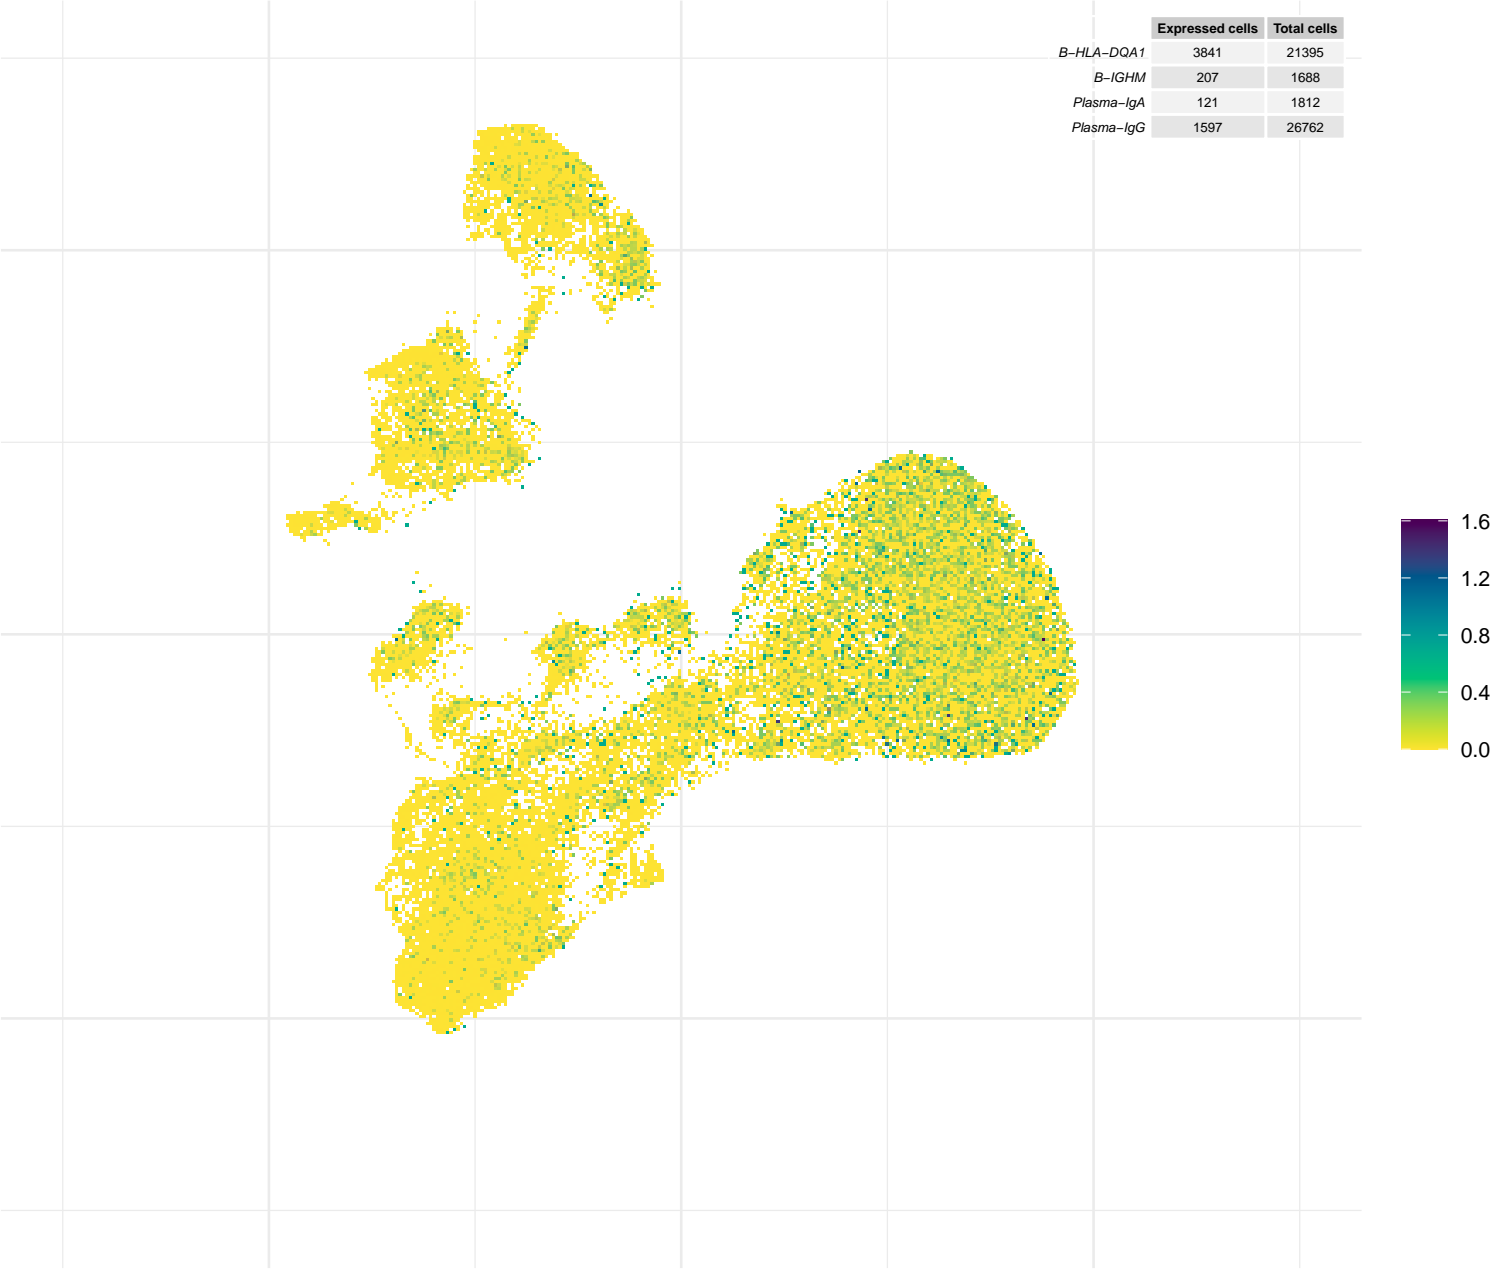 Expressed cells Total cells
B−HLA−DQA1 3841 21395
B−IGHM 207 1688
Plasma−IgA 121 1812
Plasma−IgG 1597 26762
1.6
1.2
0.8
0.4
0.0